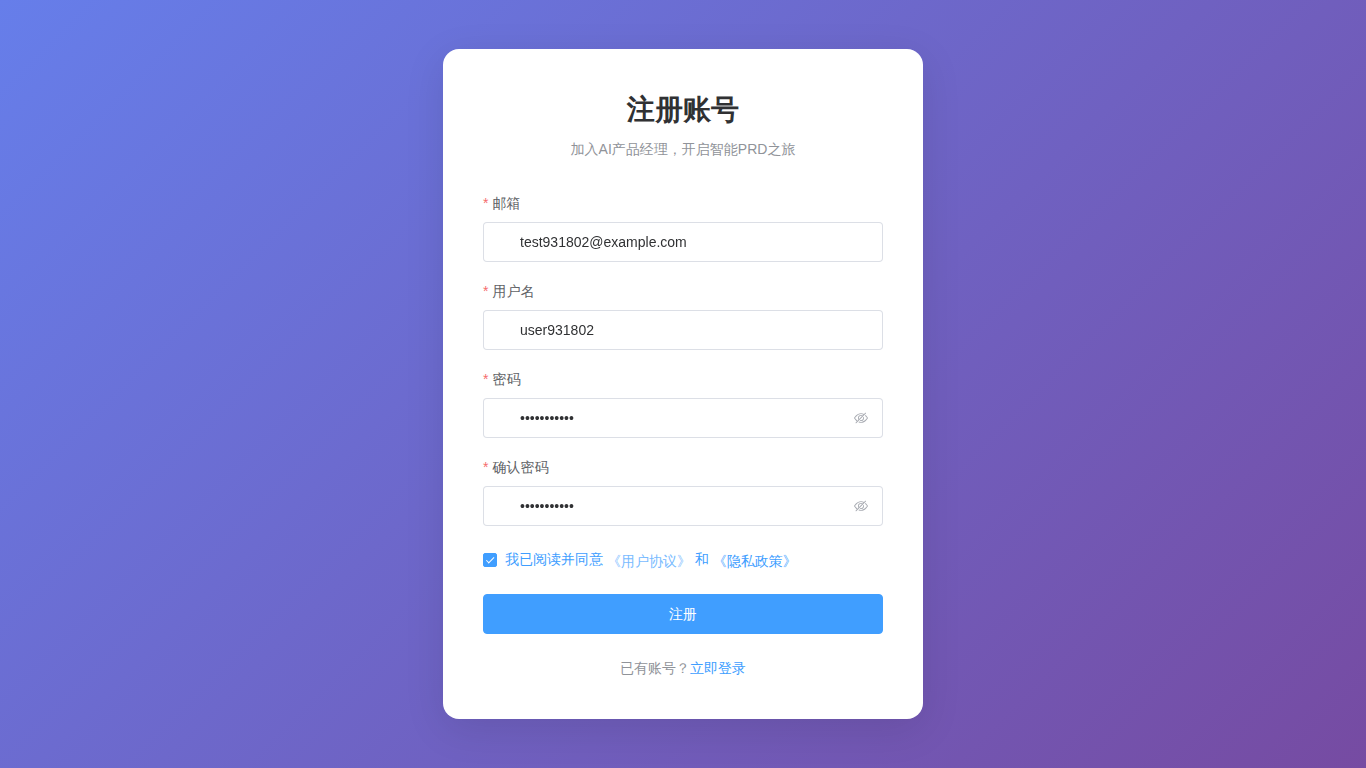 注册账号
加入AI产品经理，开启智能PRD之旅
* 邮箱
test931802@example.com
* 用户名
user931802
* 密码
•••••••••••
* 确认密码
•••••••••••
我已阅读并同意 《用户协议》 和 《隐私政策》
注册
已有账号？立即登录